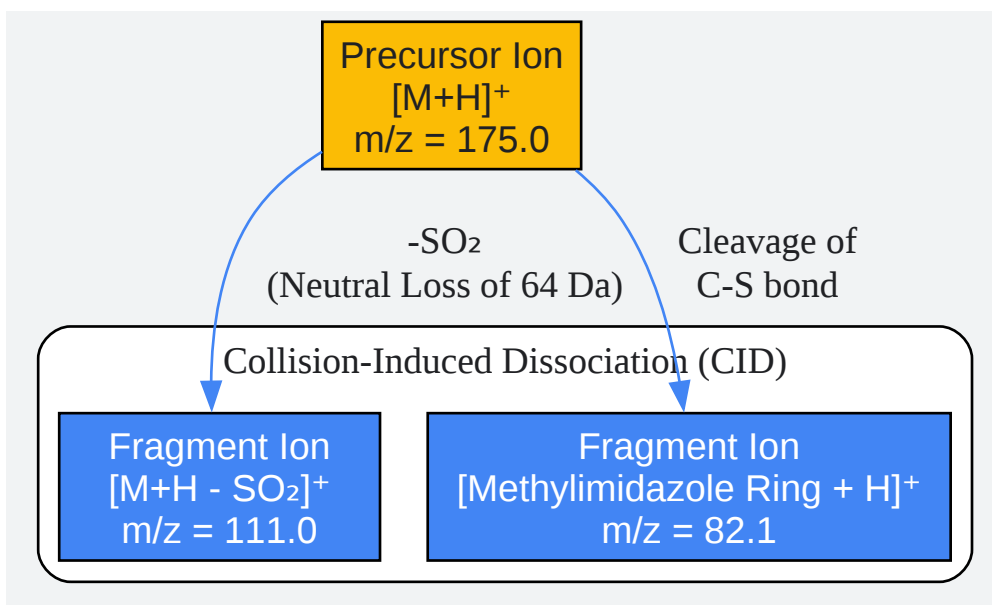 Precursor Ion
[M+H]⁺
m/z = 175.0
-SO₂
(Neutral Loss of 64 Da)
Cleavage of
C-S bond
Collision-Induced Dissociation (CID)
Fragment Ion
[M+H - SO₂]⁺
m/z = 111.0
Fragment Ion
[Methylimidazole Ring + H]⁺
m/z = 82.1